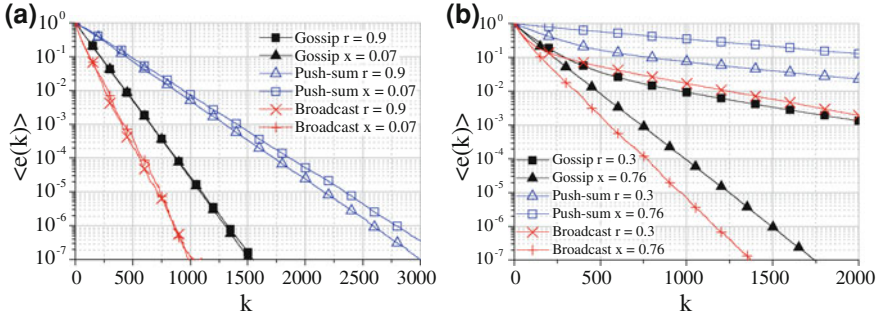 (a)
10^0
10^-1
10^-2
10^-3
10^-4
10^-5
10^-6
10^-7
<e(k)>
0
500
1000
1500
2000
2500
3000
k
Gossip r = 0.9
Gossip x = 0.07
Push-sum r = 0.9
Push-sum x = 0.07
Broadcast r = 0.9
Broadcast x = 0.07
(b)
10^0
10^-1
10^-2
10^-3
10^-4
10^-5
10^-6
10^-7
<e(k)>
Gossip r = 0.3
Gossip x = 0.76
Push-sum r = 0.3
Push-sum x = 0.76
Broadcast r = 0.3
Broadcast x = 0.76
0
500
1000
1500
2000
k